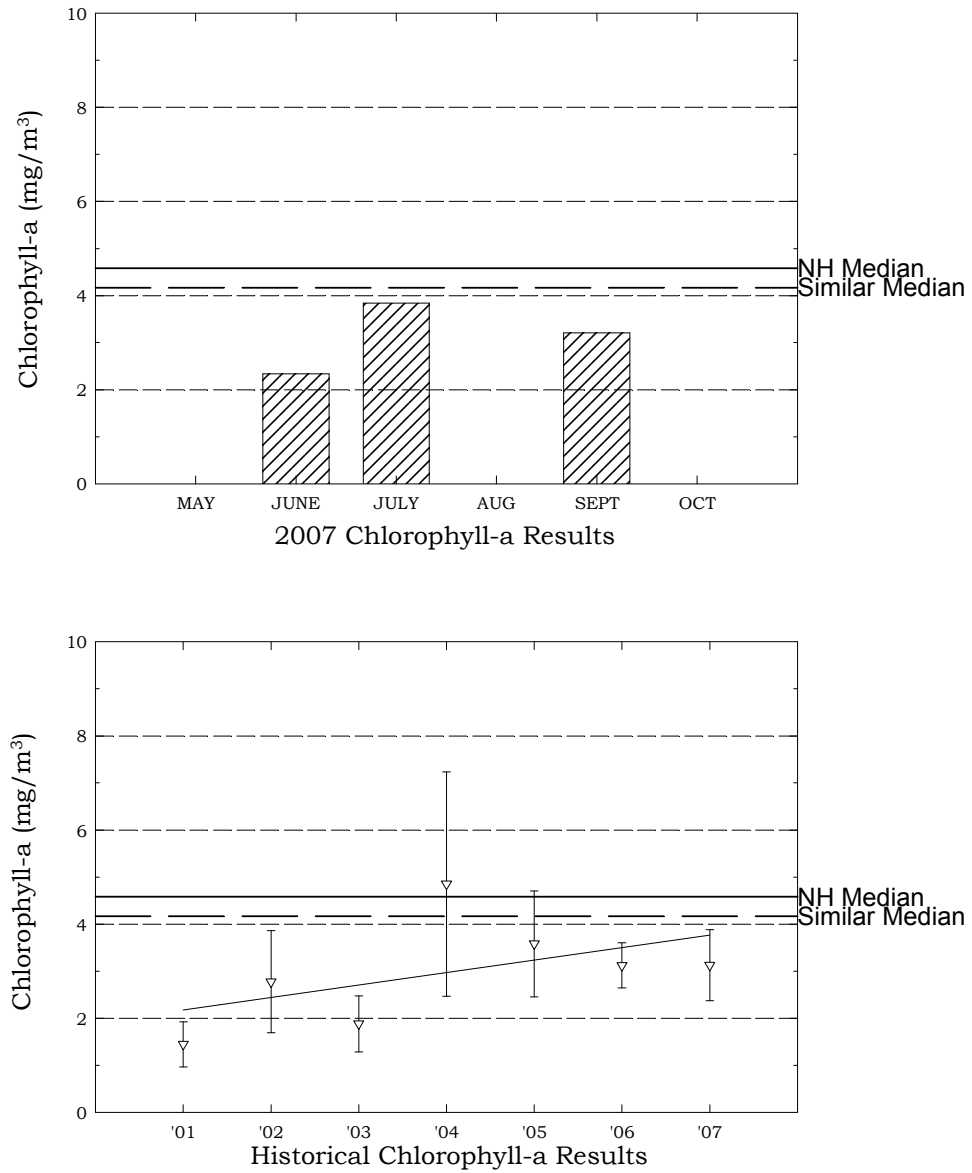 10
8
6
4
2
0
Chlorophyll-a (mg/m³)
NH Median
Similar Median
MAY JUNE JULY AUG SEPT OCT
2007 Chlorophyll-a Results
10
8
6
4
2
0
Chlorophyll-a (mg/m³)
NH Median
Similar Median
'01 '02 '03 '04 '05 '06 '07
Historical Chlorophyll-a Results